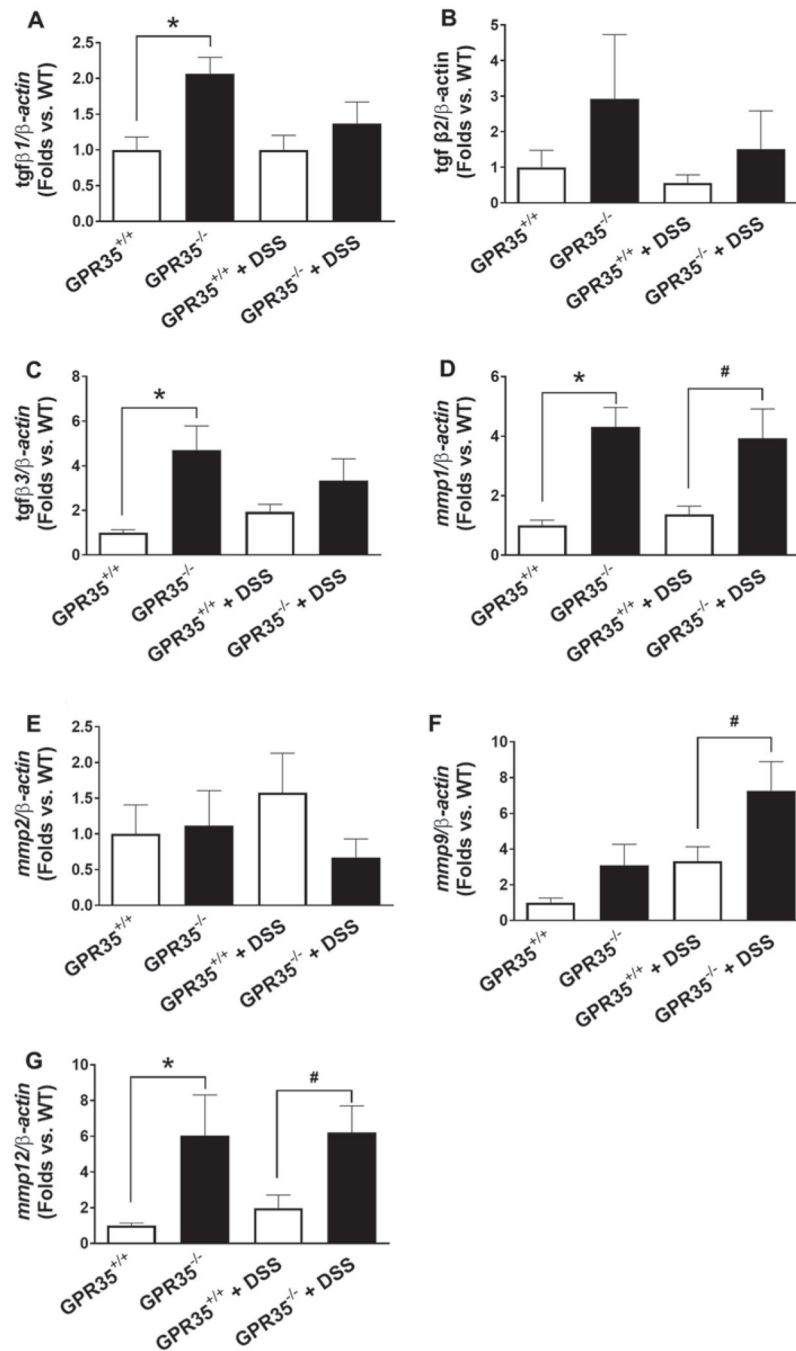 A
tgfβ1/β-actin
(Folds vs. WT)
2.5
2.0
1.5
1.0
0.5
0.0
*
GPR35+/+
GPR35-/-
GPR35+/+ + DSS
GPR35-/- + DSS
B
tgf β2/β-actin
(Folds vs. WT)
5
4
3
2
1
0
GPR35+/+
GPR35-/-
GPR35+/+ + DSS
GPR35-/- + DSS
C
tgfβ3/β-actin
(Folds vs. WT)
8
6
4
2
0
*
GPR35+/+
GPR35-/-
GPR35+/+ + DSS
GPR35-/- + DSS
D
mmp1/β-actin
(Folds vs. WT)
6
4
2
0
*
#
GPR35+/+
GPR35-/-
GPR35+/+ + DSS
GPR35-/- + DSS
E
mmp2/β-actin
(Folds vs. WT)
2.5
2.0
1.5
1.0
0.5
0.0
GPR35+/+
GPR35-/-
GPR35+/+ + DSS
GPR35-/- + DSS
F
mmp9/β-actin
(Folds vs. WT)
10
8
6
4
2
0
#
GPR35+/+
GPR35-/-
GPR35+/+ + DSS
GPR35-/- + DSS
G
mmp12/β-actin
(Folds vs. WT)
10
8
6
4
2
0
*
#
GPR35+/+
GPR35-/-
GPR35+/+ + DSS
GPR35-/- + DSS